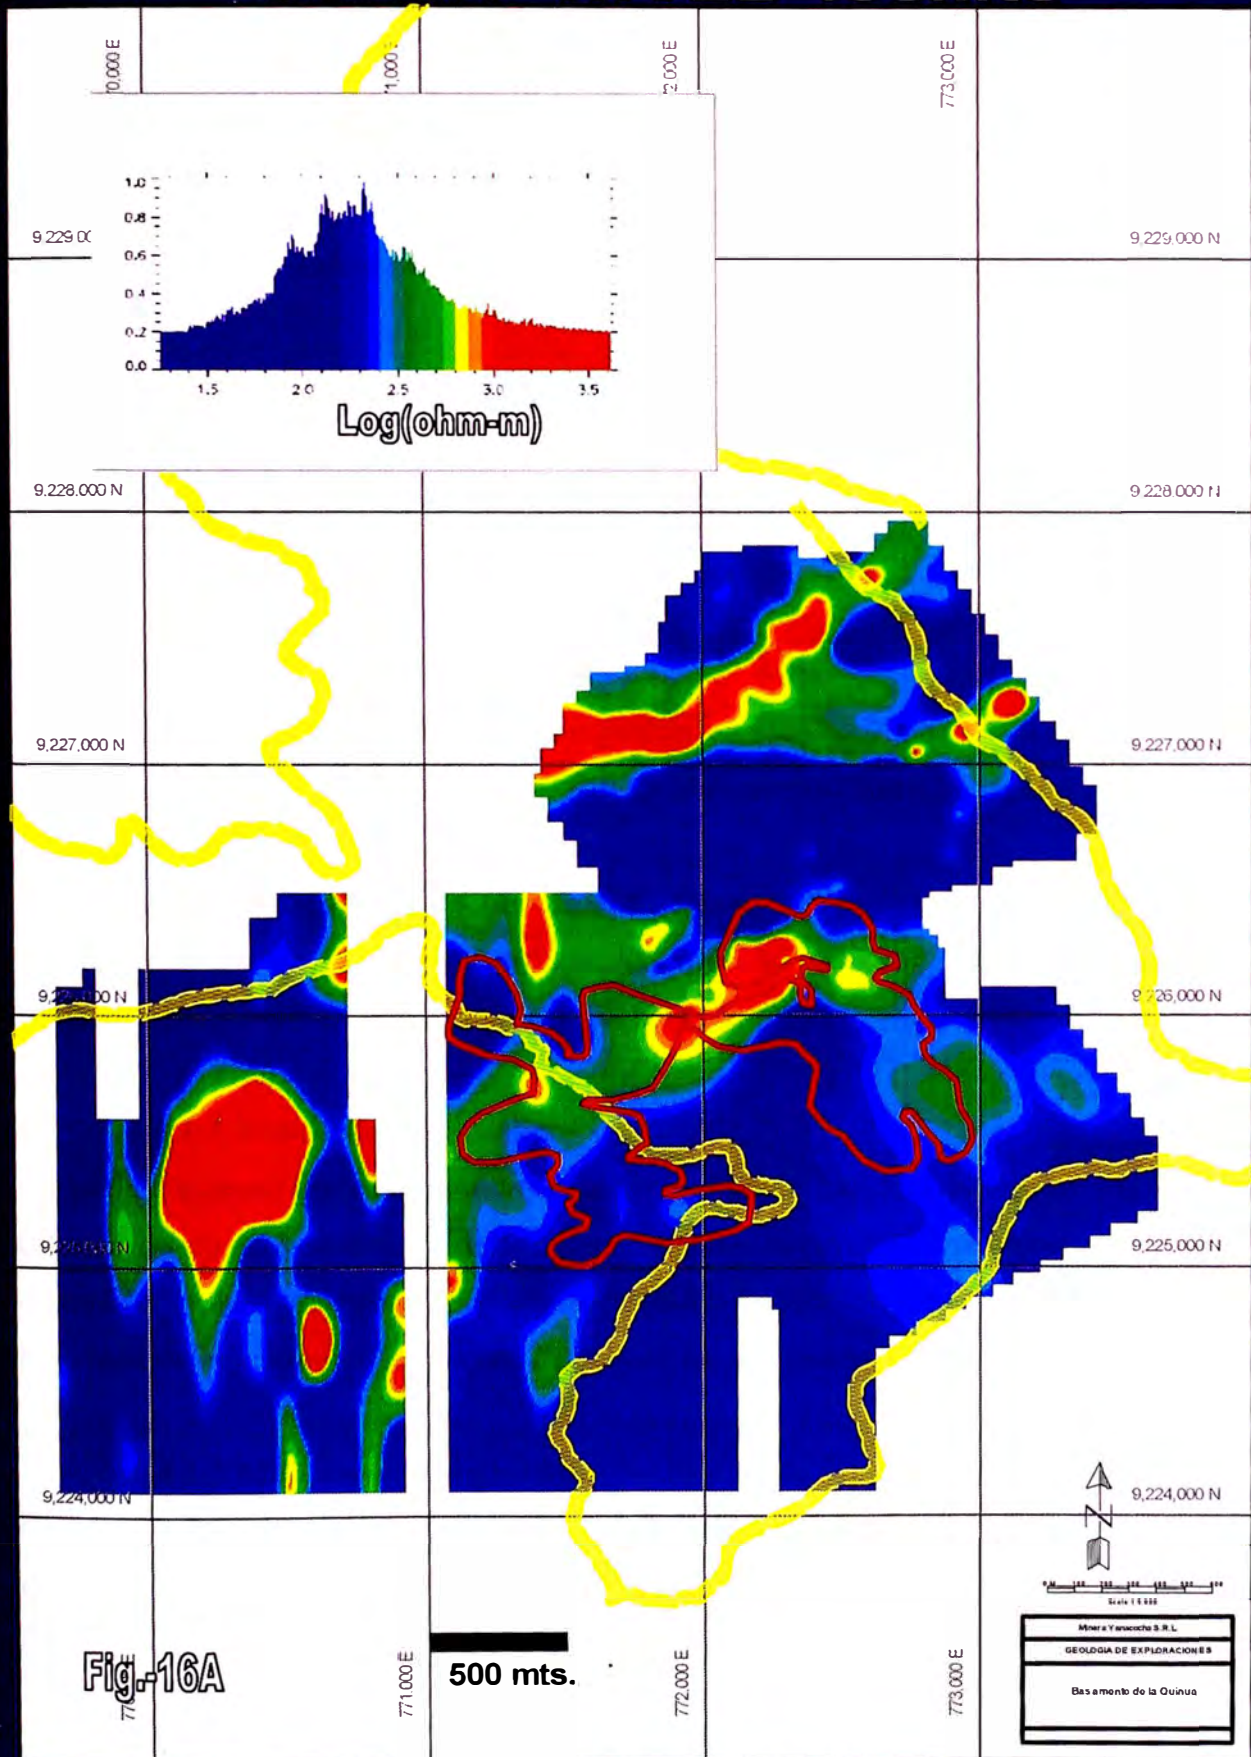 773,000 E
1.0
0.8
0.6
0.4
0.2
0.0
1.5
2.0
2.5
3.0
3.5
Log(ohm-m)
9,229,000 N
9,228,000 N
9,228,000 N
9,227,000 N
9,227,000 N
9,226,000 N
9,225,000 N
9,224,000 N
9,224,000 N
N
Minera Yanacocha S.R.L
GEOLOGIA DE EXPLORACIONES
Basamento de la Quinua
Fig.-16A
771,000 E
500 mts.
772,000 E
773,000 E